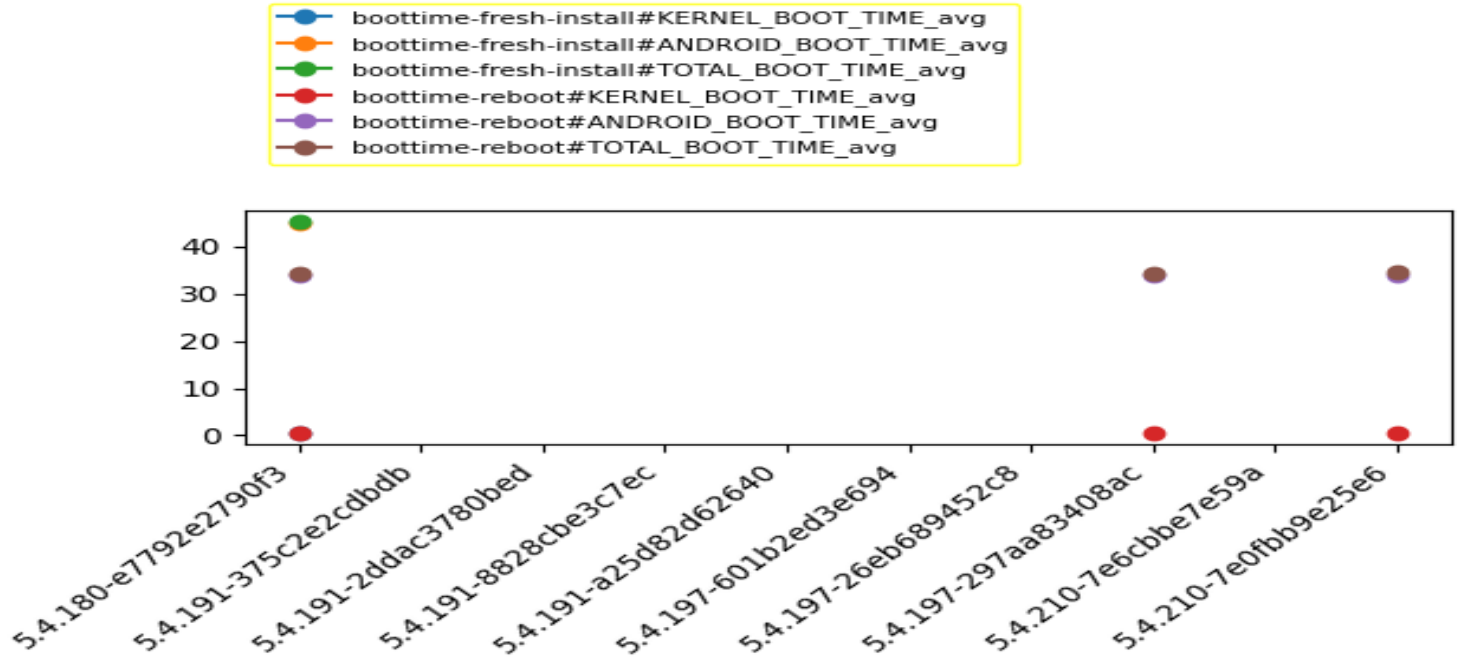 boottime-fresh-install#KERNEL_BOOT_TIME_avg
boottime-fresh-install#ANDROID_BOOT_TIME_avg
boottime-fresh-install#TOTAL_BOOT_TIME_avg
boottime-reboot#KERNEL_BOOT_TIME_avg
boottime-reboot#ANDROID_BOOT_TIME_avg
boottime-reboot#TOTAL_BOOT_TIME_avg
40
30
20
10
0
5.4.180-e7792e2790f3
5.4.191-375c2e2cdbdb
5.4.191-2ddac3780bed
5.4.191-8828cbe3c7ec
5.4.191-a25d82d62640
5.4.197-601b2ed3e694
5.4.197-26eb689452c8
5.4.197-297aa83408ac
5.4.210-7e6cbbe7e59a
5.4.210-7e0fbb9e25e6